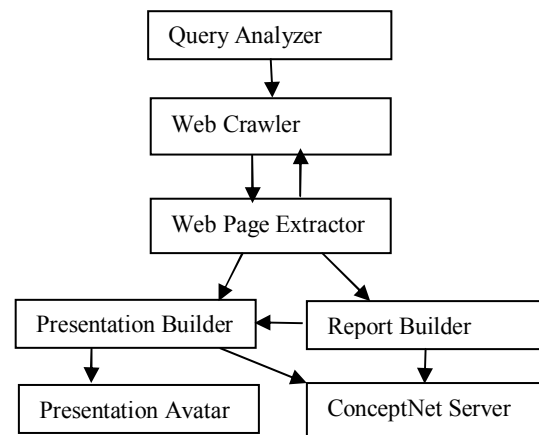 Query Analyzer
Web Crawler
Web Page Extractor
Presentation Builder
Report Builder
Presentation Avatar
ConceptNet Server